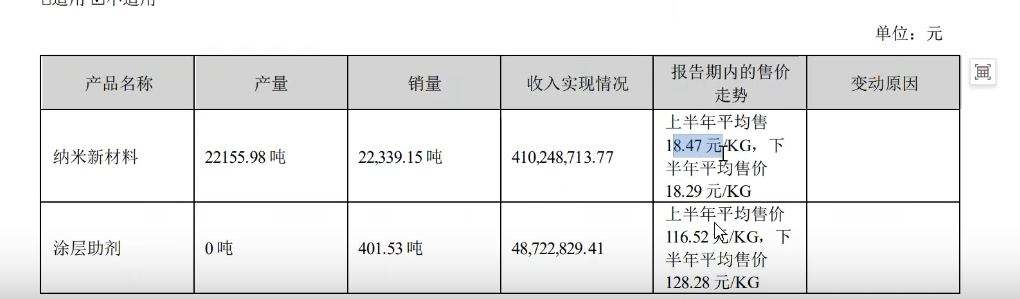 单位：元
产品名称 产量 销量 收入实现情况 报告期内的售价 变动原因
走势
纳米新材料 22155.98 吨 22,339.15 吨 410,248,713.77 上半年平均售
18.47 元/KG，下
半年平均售价
18.29 元/KG
涂层助剂 0 吨 401.53 吨 48,722,829.41 上半年平均售价
116.52 元/KG，下
半年平均售价
128.28 元/KG